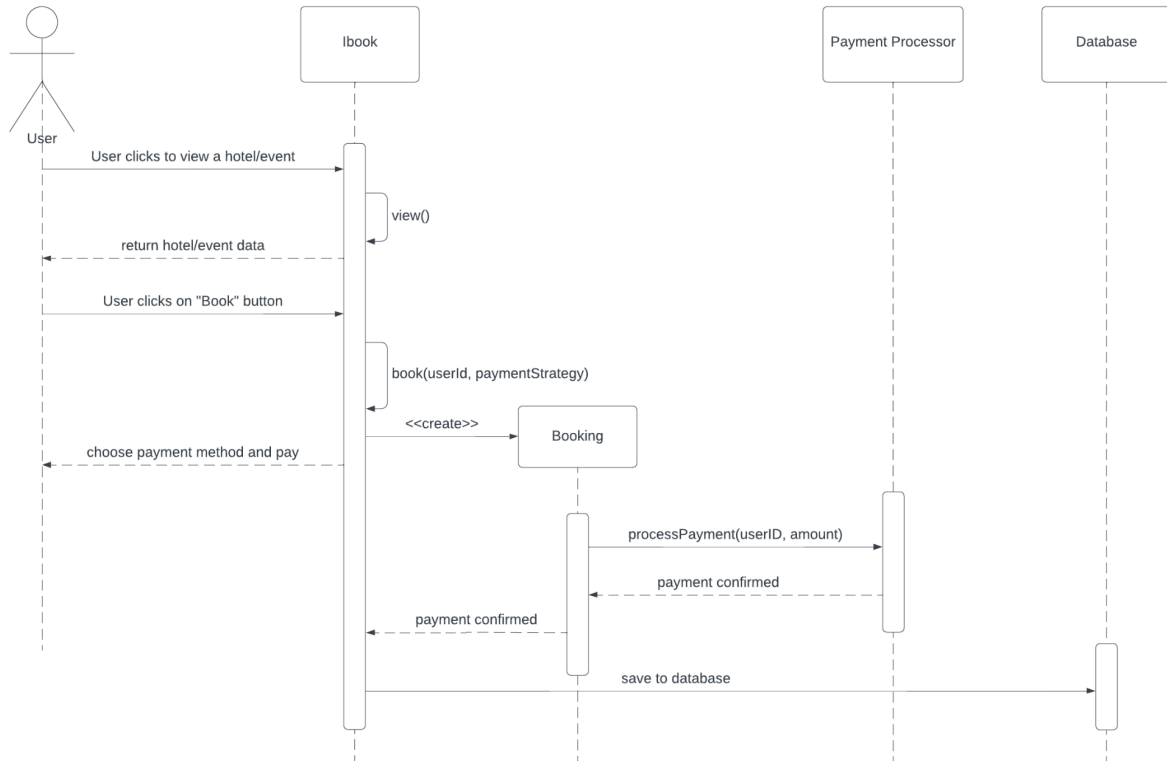 Ibook
Payment Processor
Database
User
User clicks to view a hotel/event
view()
return hotel/event data
User clicks on "Book" button
book(userId, paymentStrategy)
<<create>>
Booking
choose payment method and pay
processPayment(userID, amount)
payment confirmed
payment confirmed
save to database